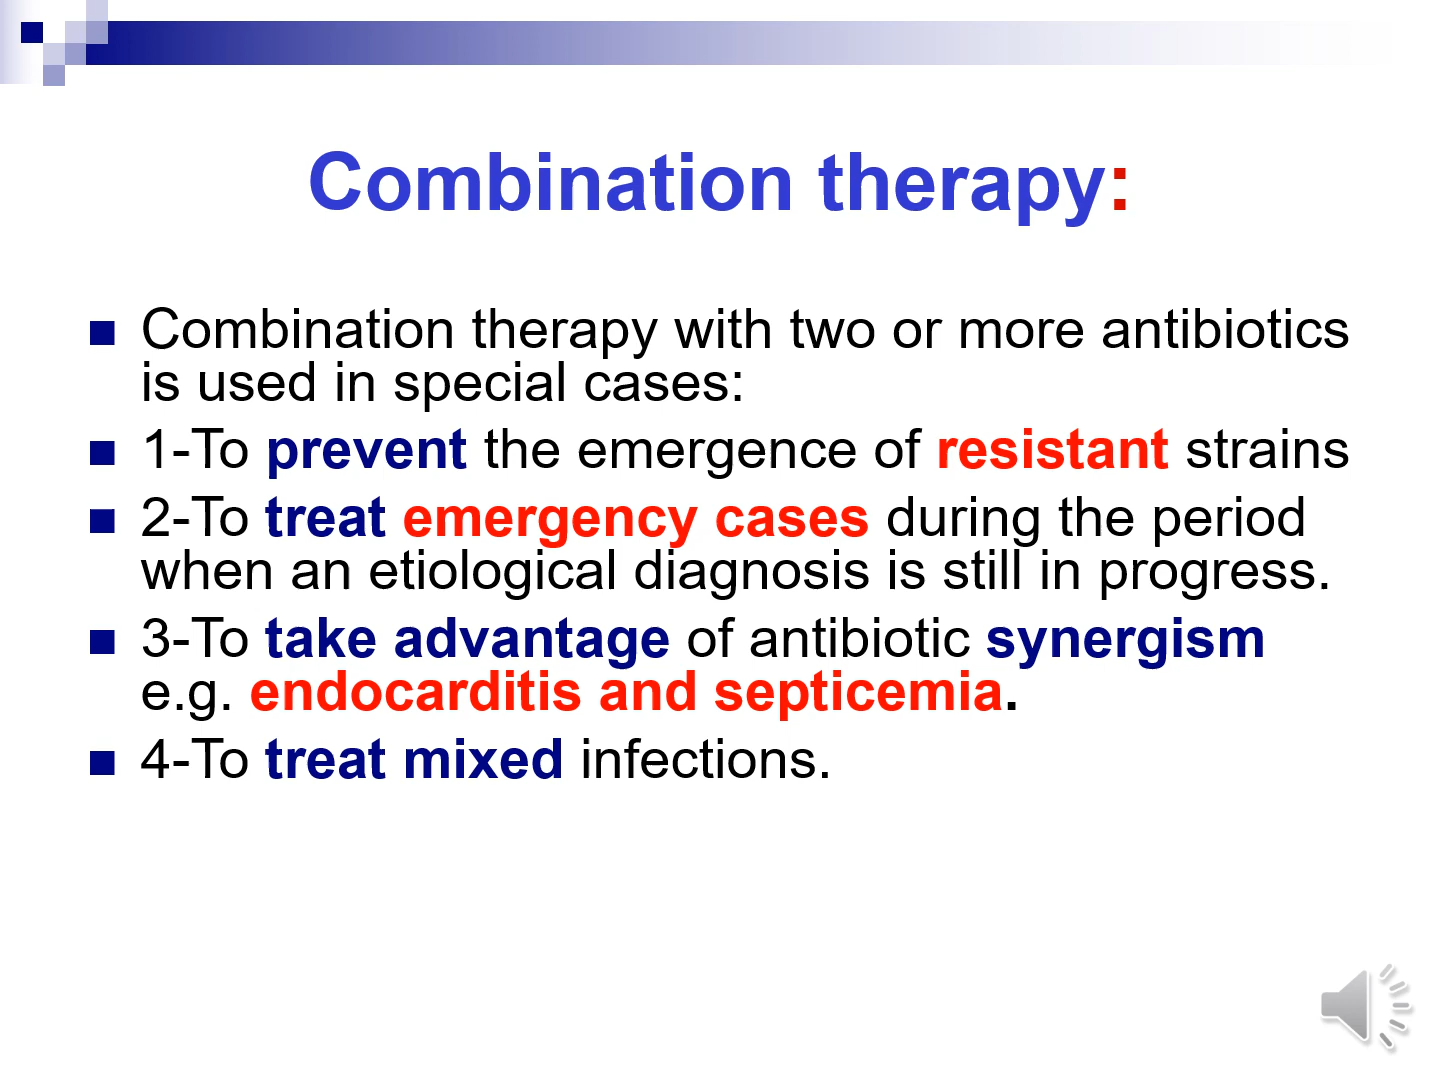 Combination therapy:
Combination therapy with two or more antibiotics
is used in special cases:
1-To prevent the emergence of resistant strains
2-To treat emergency cases during the period
when an etiological diagnosis is still in progress.
3-To take advantage of antibiotic synergism
e.g. endocarditis and septicemia.
4-To treat mixed infections.